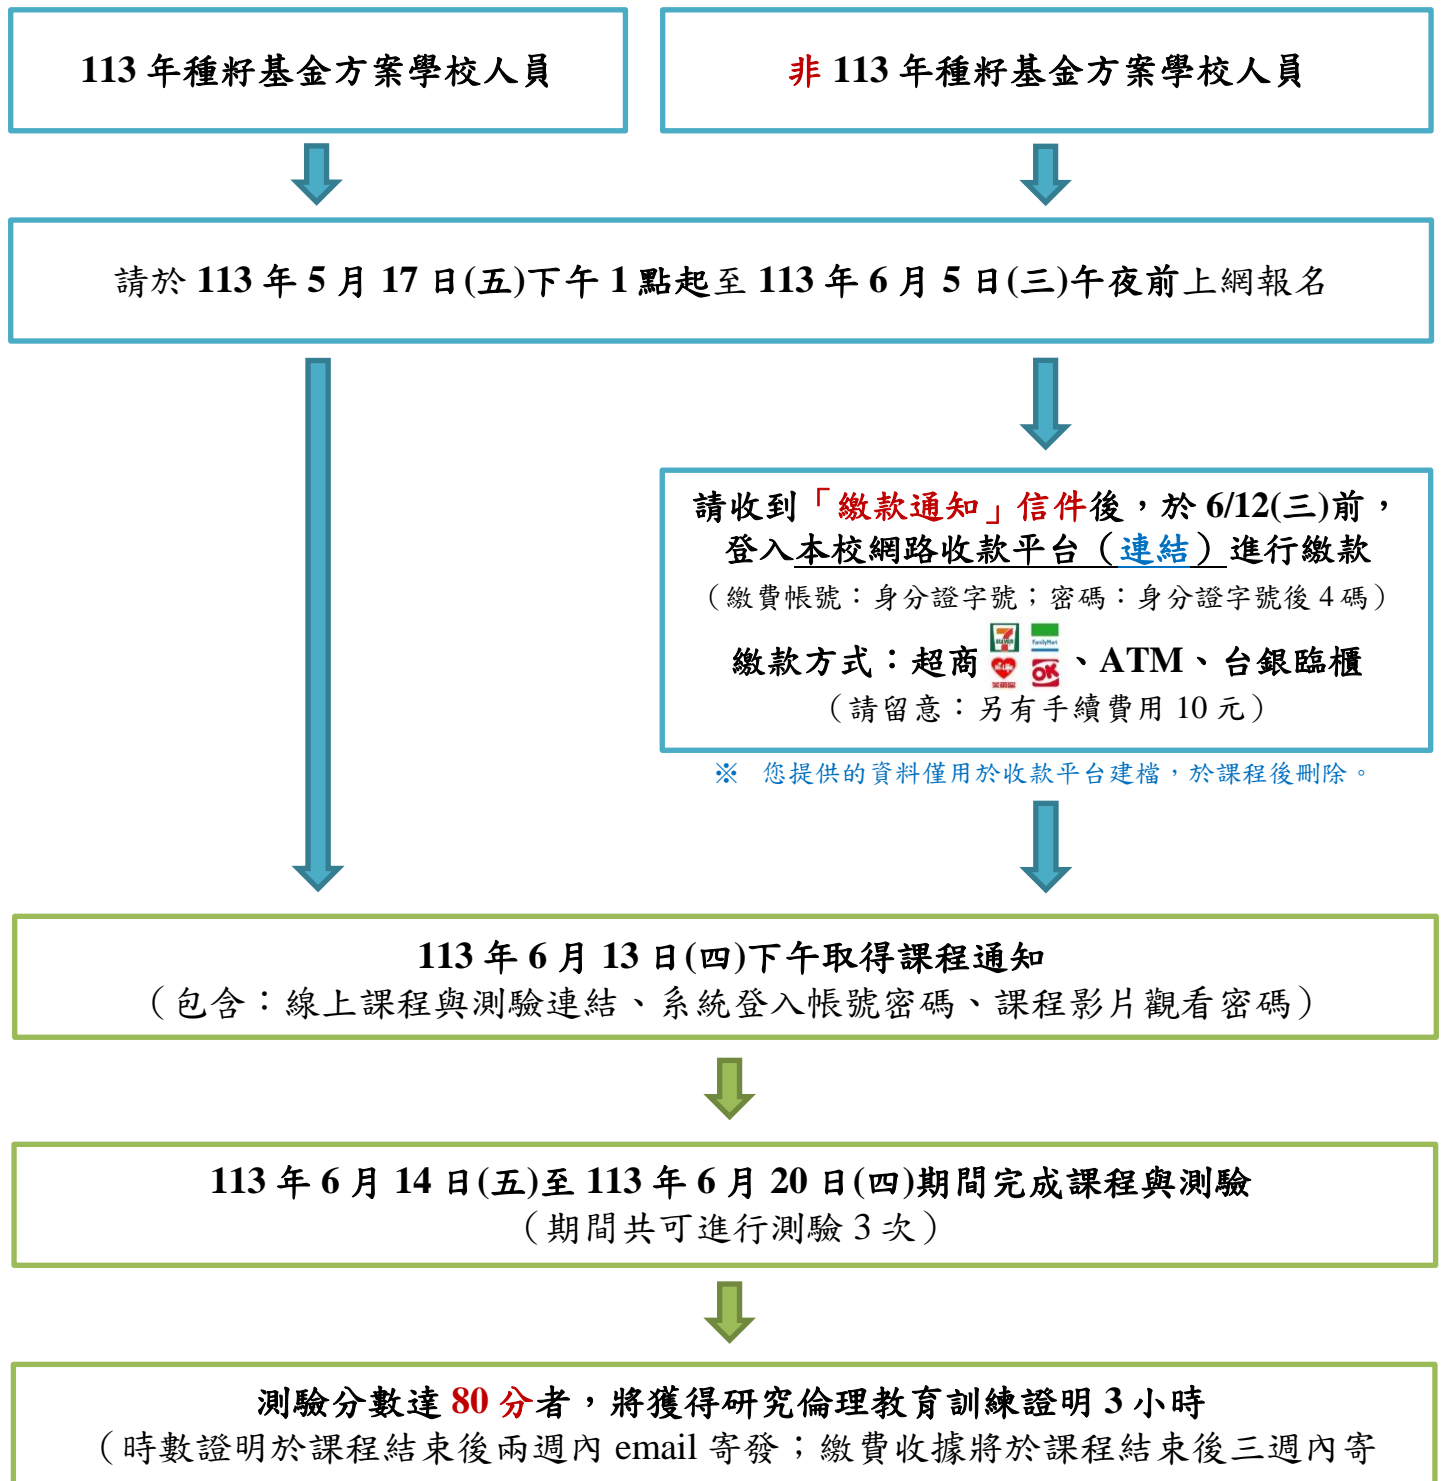 113 年種籽基金方案學校人員
非 113 年種籽基金方案學校人員
請於 113 年 5 月 17 日(五)下午 1 點起至 113 年 6 月 5 日(三)午夜前上網報名
請收到「繳款通知」信件後，於 6/12(三)前，
登入本校網路收款平台（連結）進行繳款
（繳費帳號：身分證字號；密碼：身分證字號後 4 碼）
繳款方式：超商 7 ELEVEN FamilyMart OK 、ATM、台銀臨櫃
（請留意：另有手續費用 10 元）
※ 您提供的資料僅用於收款平台建檔，於課程後刪除。
113 年 6 月 13 日(四)下午取得課程通知
（包含：線上課程與測驗連結、系統登入帳號密碼、課程影片觀看密碼）
113 年 6 月 14 日(五)至 113 年 6 月 20 日(四)期間完成課程與測驗
（期間共可進行測驗 3 次）
測驗分數達 80 分者，將獲得研究倫理教育訓練證明 3 小時
（時數證明於課程結束後兩週內 email 寄發；繳費收據將於課程結束後三週內寄